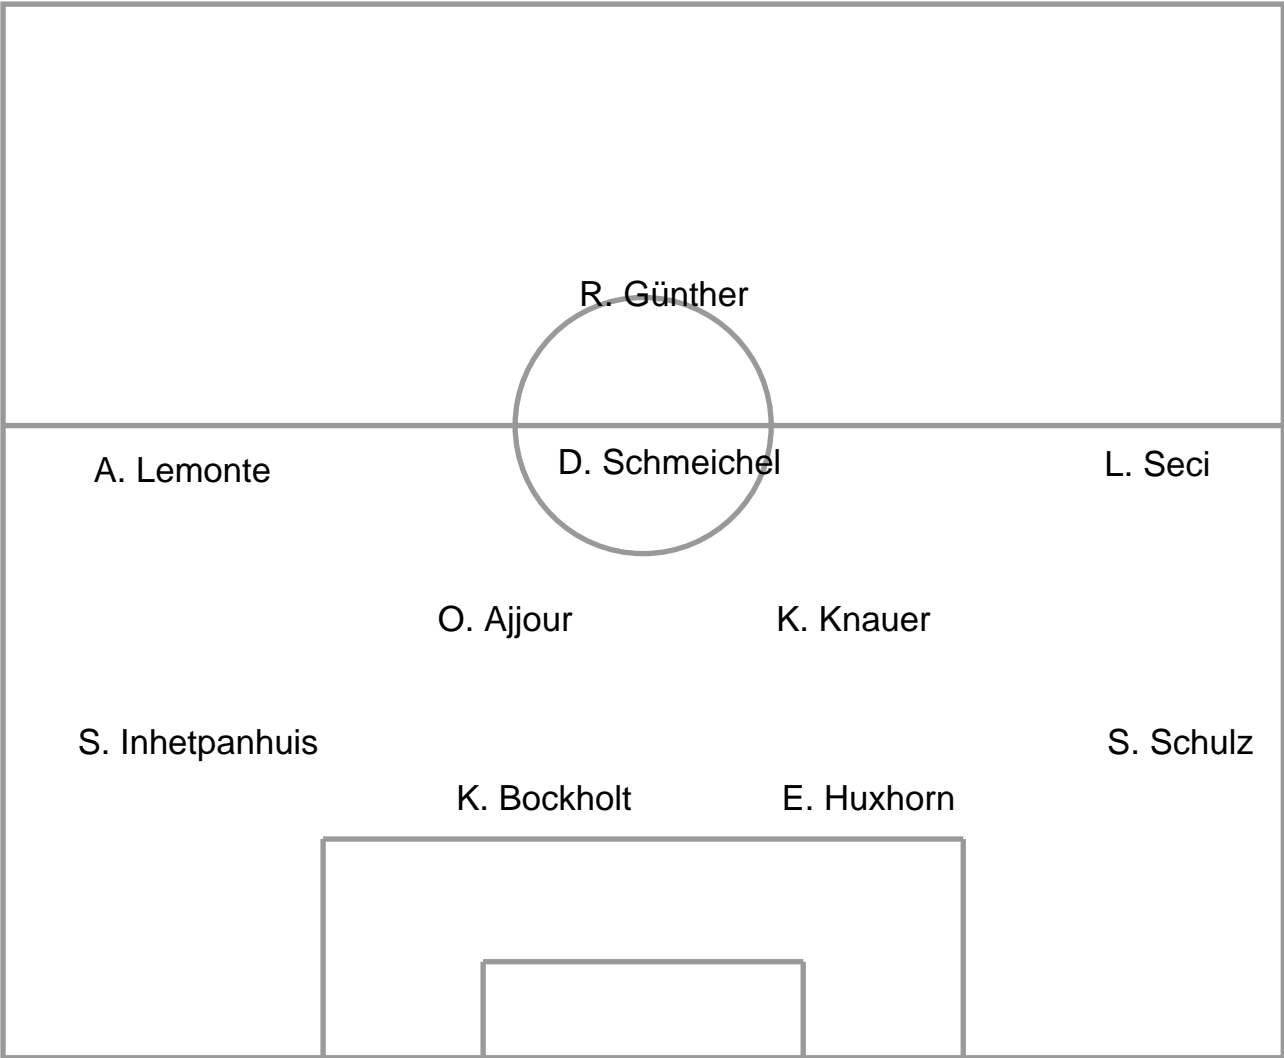 R. Günther
A. Lemonte
D. Schmeichel
L. Seci
O. Ajjour
K. Knauer
S. Inhetpanhuis
S. Schulz
K. Bockholt
E. Huxhorn